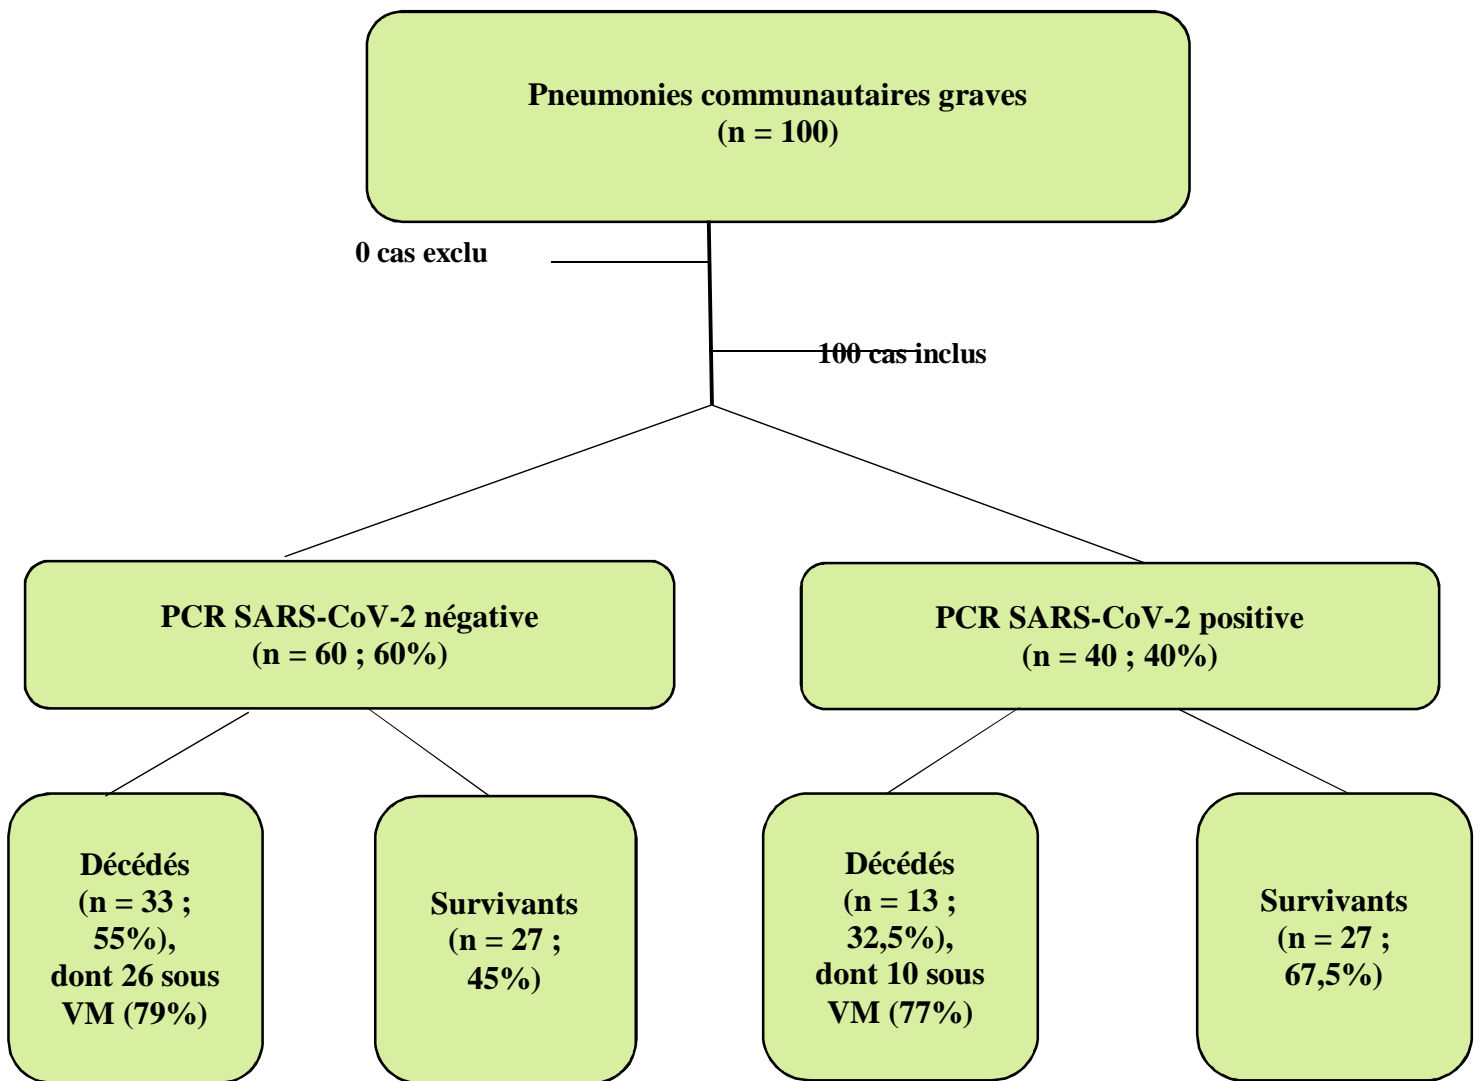 Pneumonies communautaires graves
(n = 100)
0 cas exclu
100 cas inclus
PCR SARS-CoV-2 négative
(n = 60 ; 60%)
PCR SARS-CoV-2 positive
(n = 40 ; 40%)
Décédés
(n = 33 ;
55%),
dont 26 sous
VM (79%)
Survivants
(n = 27 ;
45%)
Décédés
(n = 13 ;
32,5%),
dont 10 sous
VM (77%)
Survivants
(n = 27 ;
67,5%)